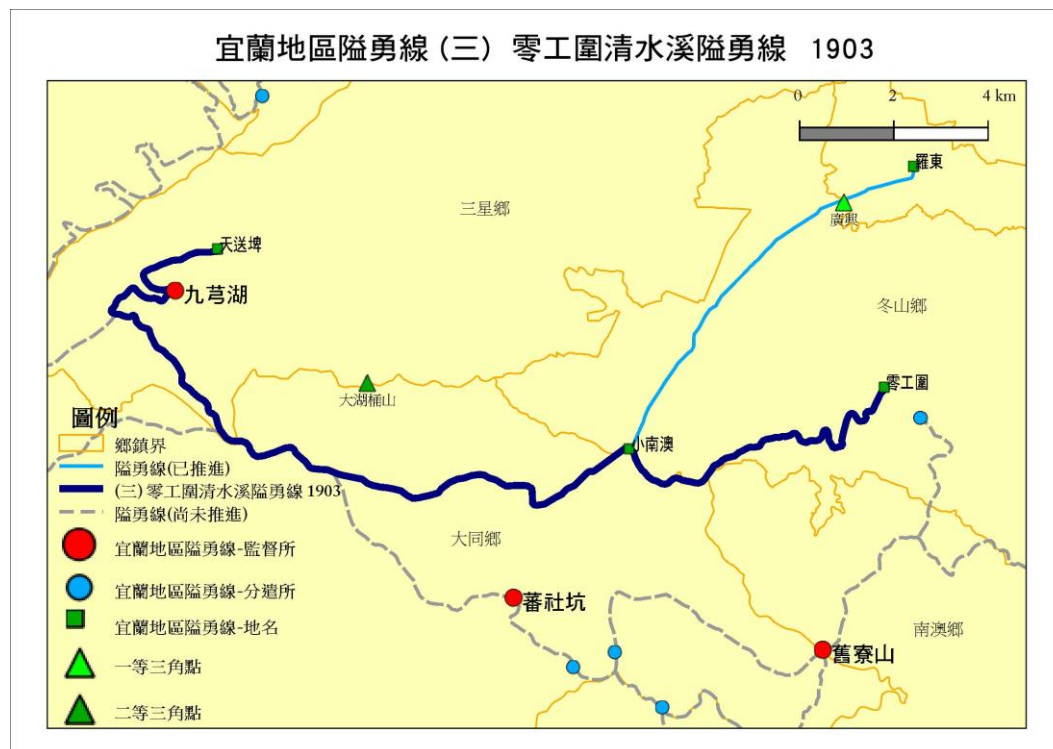 宜蘭地區隘勇線(三) 零工圍清水溪隘勇線 1903
0 2 4 km
羅東
廣興
三星鄉
天送埤
九芎湖
冬山鄉
大湖桶山
零工圍
小南澳
大同鄉
蕃社坑
南澳鄉
舊寮山
圖例
鄉鎮界
隘勇線(已推進)
(三)零工圍清水溪隘勇線 1903
隘勇線(尚未推進)
宜蘭地區隘勇線-監督所
宜蘭地區隘勇線-分遣所
宜蘭地區隘勇線-地名
一等三角點
二等三角點